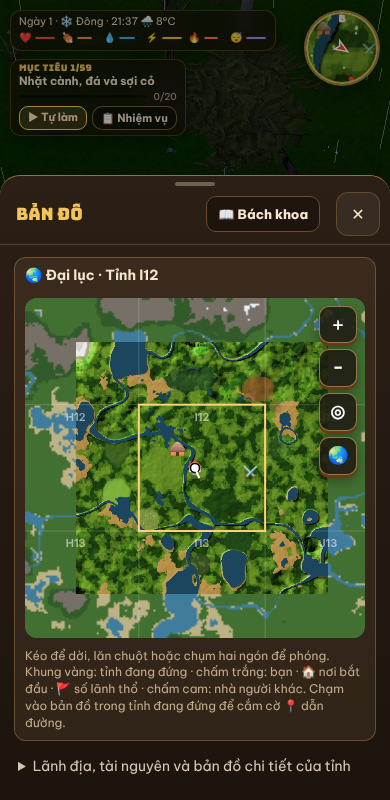 Ngày 1 · ❄️ Đông · 21:37 🌧️ 8°C
MỤC TIÊU 1/59
Nhặt cành, đá và sợi cỏ
0/20
▶ Tự làm 📋 Nhiệm vụ
B
BẢN ĐỒ
📖 Bách khoa
×
🌏 Đại lục · Tỉnh I12
+
-
◎
H12 I12
H13 I13 J13
Kéo để dời, lăn chuột hoặc chụm hai ngón để phóng.
Khung vàng: tỉnh đang đứng · chấm trắng: bạn · 🏠 nơi bắt
đầu · 🚩 số lãnh thổ · chấm cam: nhà người khác. Chạm
vào bản đồ trong tỉnh đang đứng để cắm cờ 📍 dẫn
đường.
▶ Lãnh địa, tài nguyên và bản đồ chi tiết của tỉnh